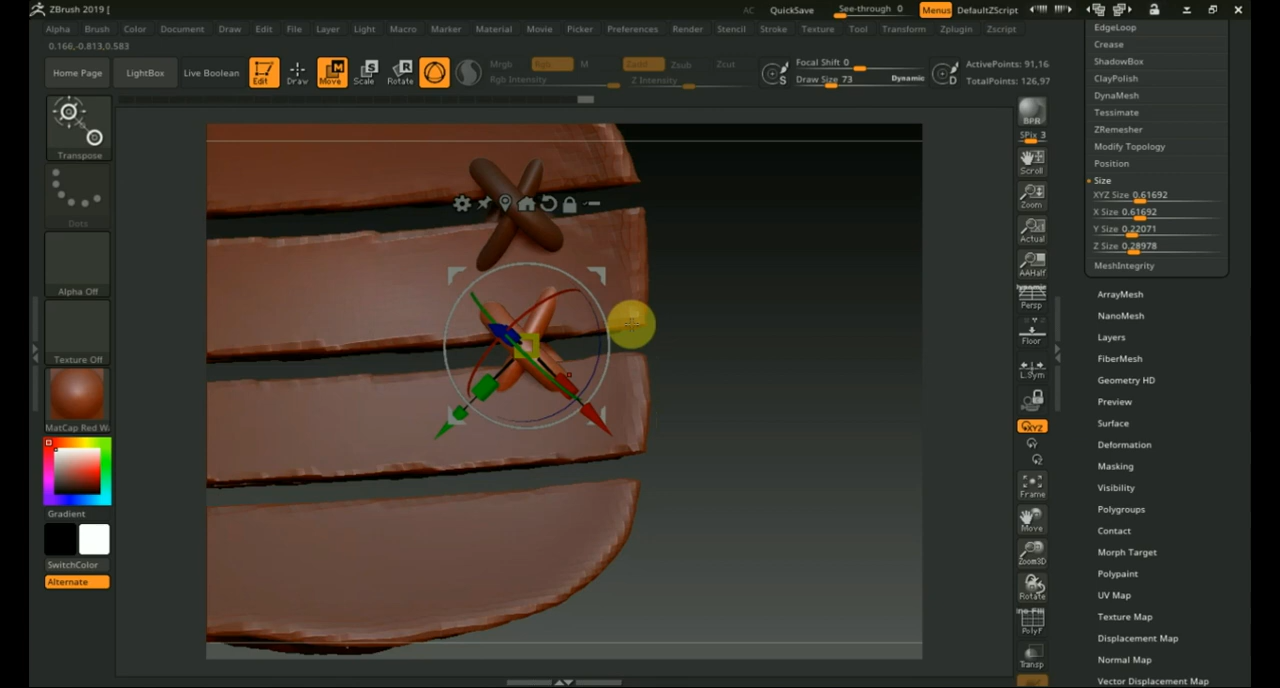 ZBrush 2019 [
AC QuickSave See-through 0 Menus DefaultZScript
Alpha Brush Color Document Draw Edit File Layer Light Macro Marker Material Movie Picker Preferences Render Stencil Stroke Texture Tool Transform Zplugin Zscript
0.166,-0.813,0.583
Home Page LightBox Live Boolean Edit Draw Move Scale Rotate
Mrgb Rgb M Zadd Zsub Zcut
Rgb Intensity Z Intensity
Focal Shift 0
Draw Size 73 Dynamic
ActivePoints: 91,16
TotalPoints: 126,97
S
D
Transpose
Dots
Alpha Off
Texture Off
MatCap Red Wa
Gradient
SwitchColor
Alternate
BPR
SPix 3
Scroll
Zoom
Actual
AAHalf
Dynamic
Persp
Floor
L.Sym
XYZ
Frame
Move
Zoom3D
Rotate
Line Fill
PolyF
Transp
EdgeLoop
Crease
ShadowBox
ClayPolish
DynaMesh
Tessimate
ZRemesher
Modify Topology
Position
Size
XYZ Size 0.61692
X Size 0.61692
Y Size 0.22071
Z Size 0.28978
MeshIntegrity
ArrayMesh
NanoMesh
Layers
FiberMesh
Geometry HD
Preview
Surface
Deformation
Masking
Visibility
Polygroups
Contact
Morph Target
Polypaint
UV Map
Texture Map
Displacement Map
Normal Map
Vector Displacement Map